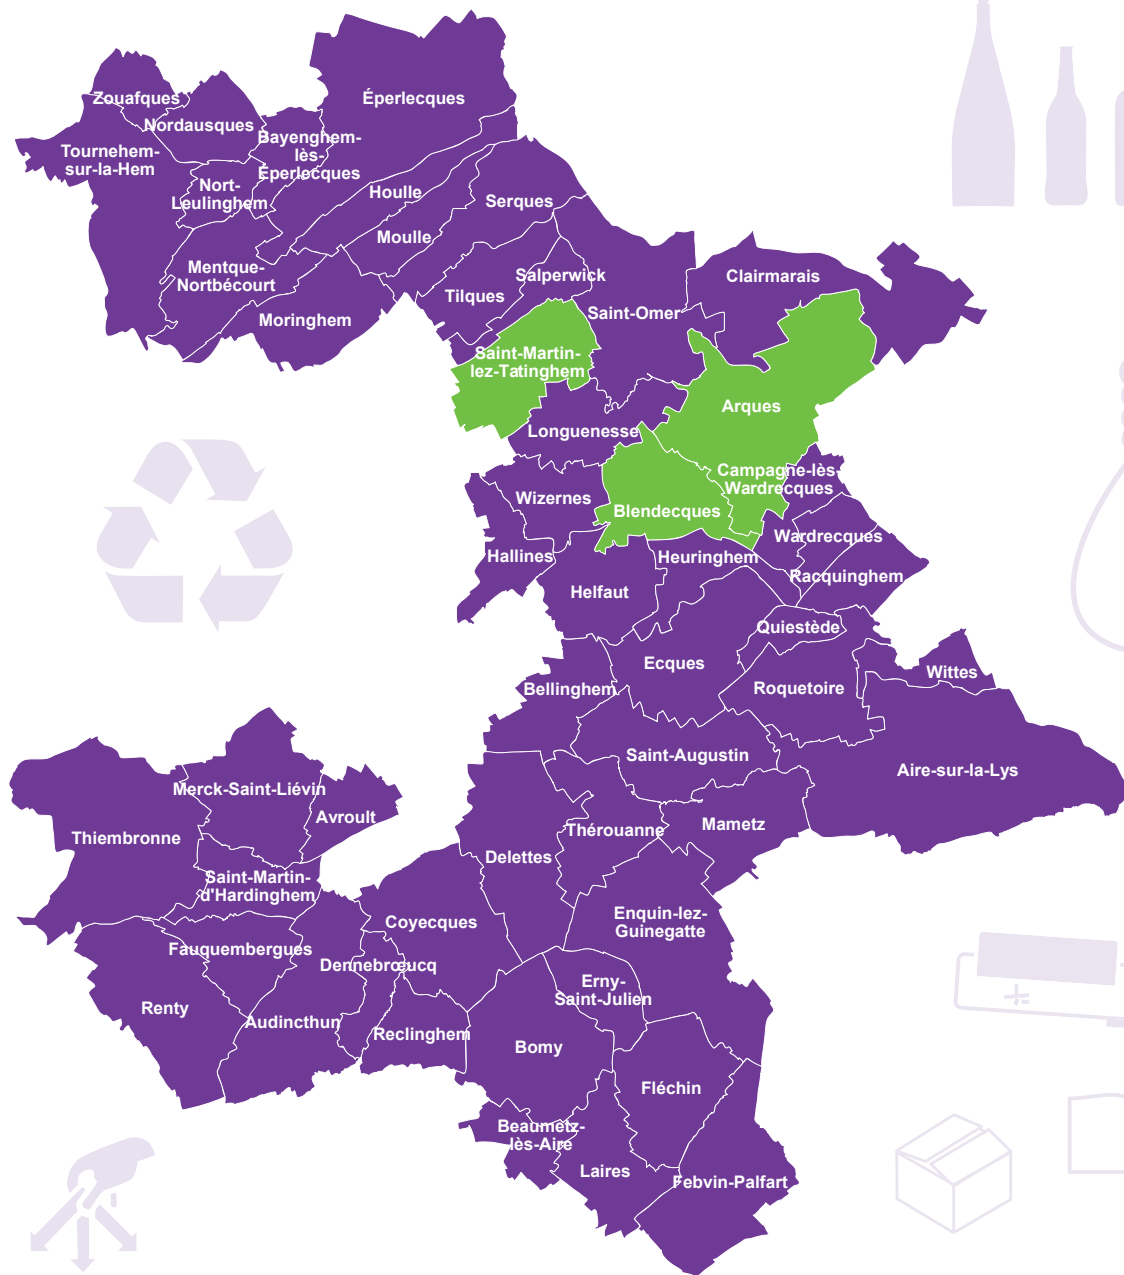 Éperlecques
Zouafques
Nordausques
Bayenghem-
lès-
Éperlecques
Tournehem-
sur-la-Hem
Nort-
Leulinghem
Houlle
Serques
Moulle
Mentque-
Nortbécourt
Salperwick
Clairmarais
Tilques
Saint-Omer
Moringhem
Saint-Martin-
lez-Tatinghem
Arques
Longuenesse
Campagne-lès-
Wardrecques
Wizernes
Blendecques
Wardrecques
Hallines
Heuringhem
Racquinghem
Helfaut
Quiestède
Ecques
Wittes
Bellinghem
Roquetoire
Saint-Augustin
Aire-sur-la-Lys
Merck-Saint-Liévin
Avroult
Thiembronne
Thérouanne
Mametz
Delettes
Saint-Martin-
d'Hardinghem
Coyecques
Enquin-lez-
Guinegatte
Fauquembergues
Dennebrœucq
Erny-
Saint-Julien
Renty
Audincthun
Reclinghem
Bomy
Fléchin
Beaumetz-
lès-Aire
Laires
Febvin-Palfart